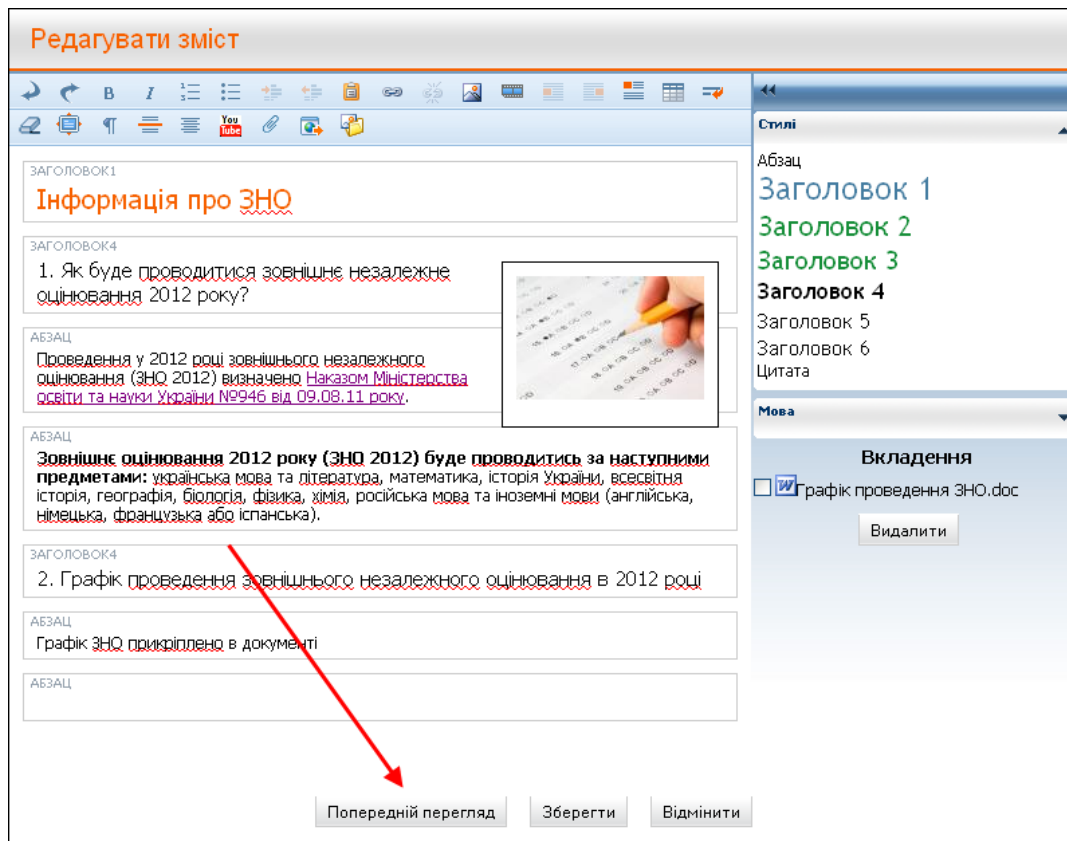 Редагувати зміст
B I
You
Tube
ЗАГОЛОВОК1
Інформація про ЗНО
ЗАГОЛОВОК4
1. Як буде проводитися зовнішнє незалежне
оцінювання 2012 року?
АБЗАЦ
Проведення у 2012 році зовнішнього незалежного
оцінювання (ЗНО 2012) визначено Наказом Міністерства
освіти та науки України №946 від 09.08.11 року.
АБЗАЦ
Зовнішнє оцінювання 2012 року (ЗНО 2012) буде проводитись за наступними
предметами: українська мова та література, математика, історія України, всесвітня
історія, географія, біологія, фізика, хімія, російська мова та іноземні мови (англійська,
німецька, французька або іспанська).
ЗАГОЛОВОК4
2. Графік проведення зовнішнього незалежного оцінювання в 2012 році
АБЗАЦ
Графік ЗНО прикріплено в документі
АБЗАЦ
Попередній перегляд
Зберегти
Відмінити
Стилі
Абзац
Заголовок 1
Заголовок 2
Заголовок 3
Заголовок 4
Заголовок 5
Заголовок 6
Цитата
Мова
Вкладення
Графік проведення ЗНО.doc
Видалити